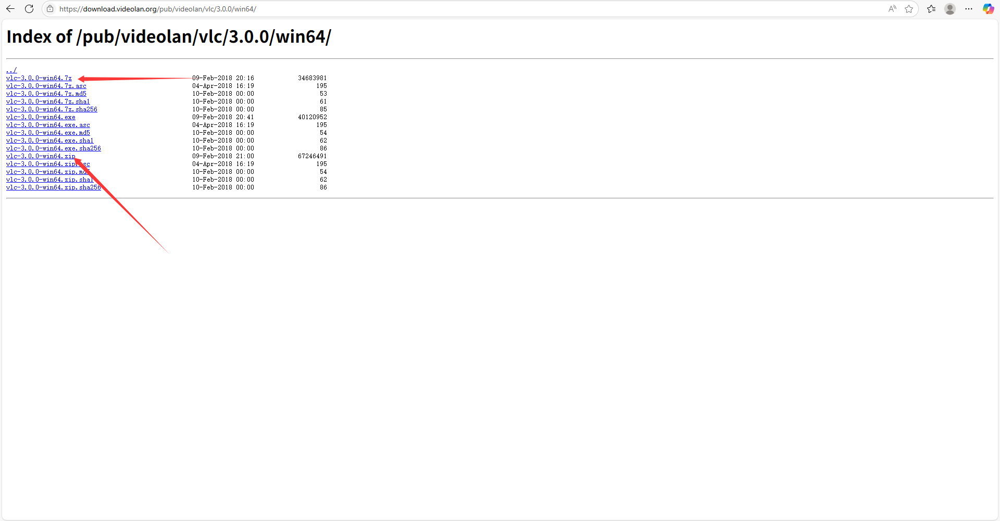 https://download.videolan.org/pub/videolan/vlc/3.0.0/win64/
Index of /pub/videolan/vlc/3.0.0/win64/
../
vlc-3.0.0-win64.7z 09-Feb-2018 20:16 34683981
vlc-3.0.0-win64.7z.asc 04-Apr-2018 16:19 195
vlc-3.0.0-win64.7z.md5 10-Feb-2018 00:00 53
vlc-3.0.0-win64.7z.sha1 10-Feb-2018 00:00 61
vlc-3.0.0-win64.7z.sha256 10-Feb-2018 00:00 85
vlc-3.0.0-win64.exe 09-Feb-2018 20:41 40120952
vlc-3.0.0-win64.exe.asc 04-Apr-2018 16:19 195
vlc-3.0.0-win64.exe.md5 10-Feb-2018 00:00 54
vlc-3.0.0-win64.exe.sha1 10-Feb-2018 00:00 62
vlc-3.0.0-win64.exe.sha256 10-Feb-2018 00:00 86
vlc-3.0.0-win64.zip 09-Feb-2018 21:00 67246491
vlc-3.0.0-win64.zip.asc 04-Apr-2018 16:19 195
vlc-3.0.0-win64.zip.md5 10-Feb-2018 00:00 54
vlc-3.0.0-win64.zip.sha1 10-Feb-2018 00:00 62
vlc-3.0.0-win64.zip.sha256 10-Feb-2018 00:00 86